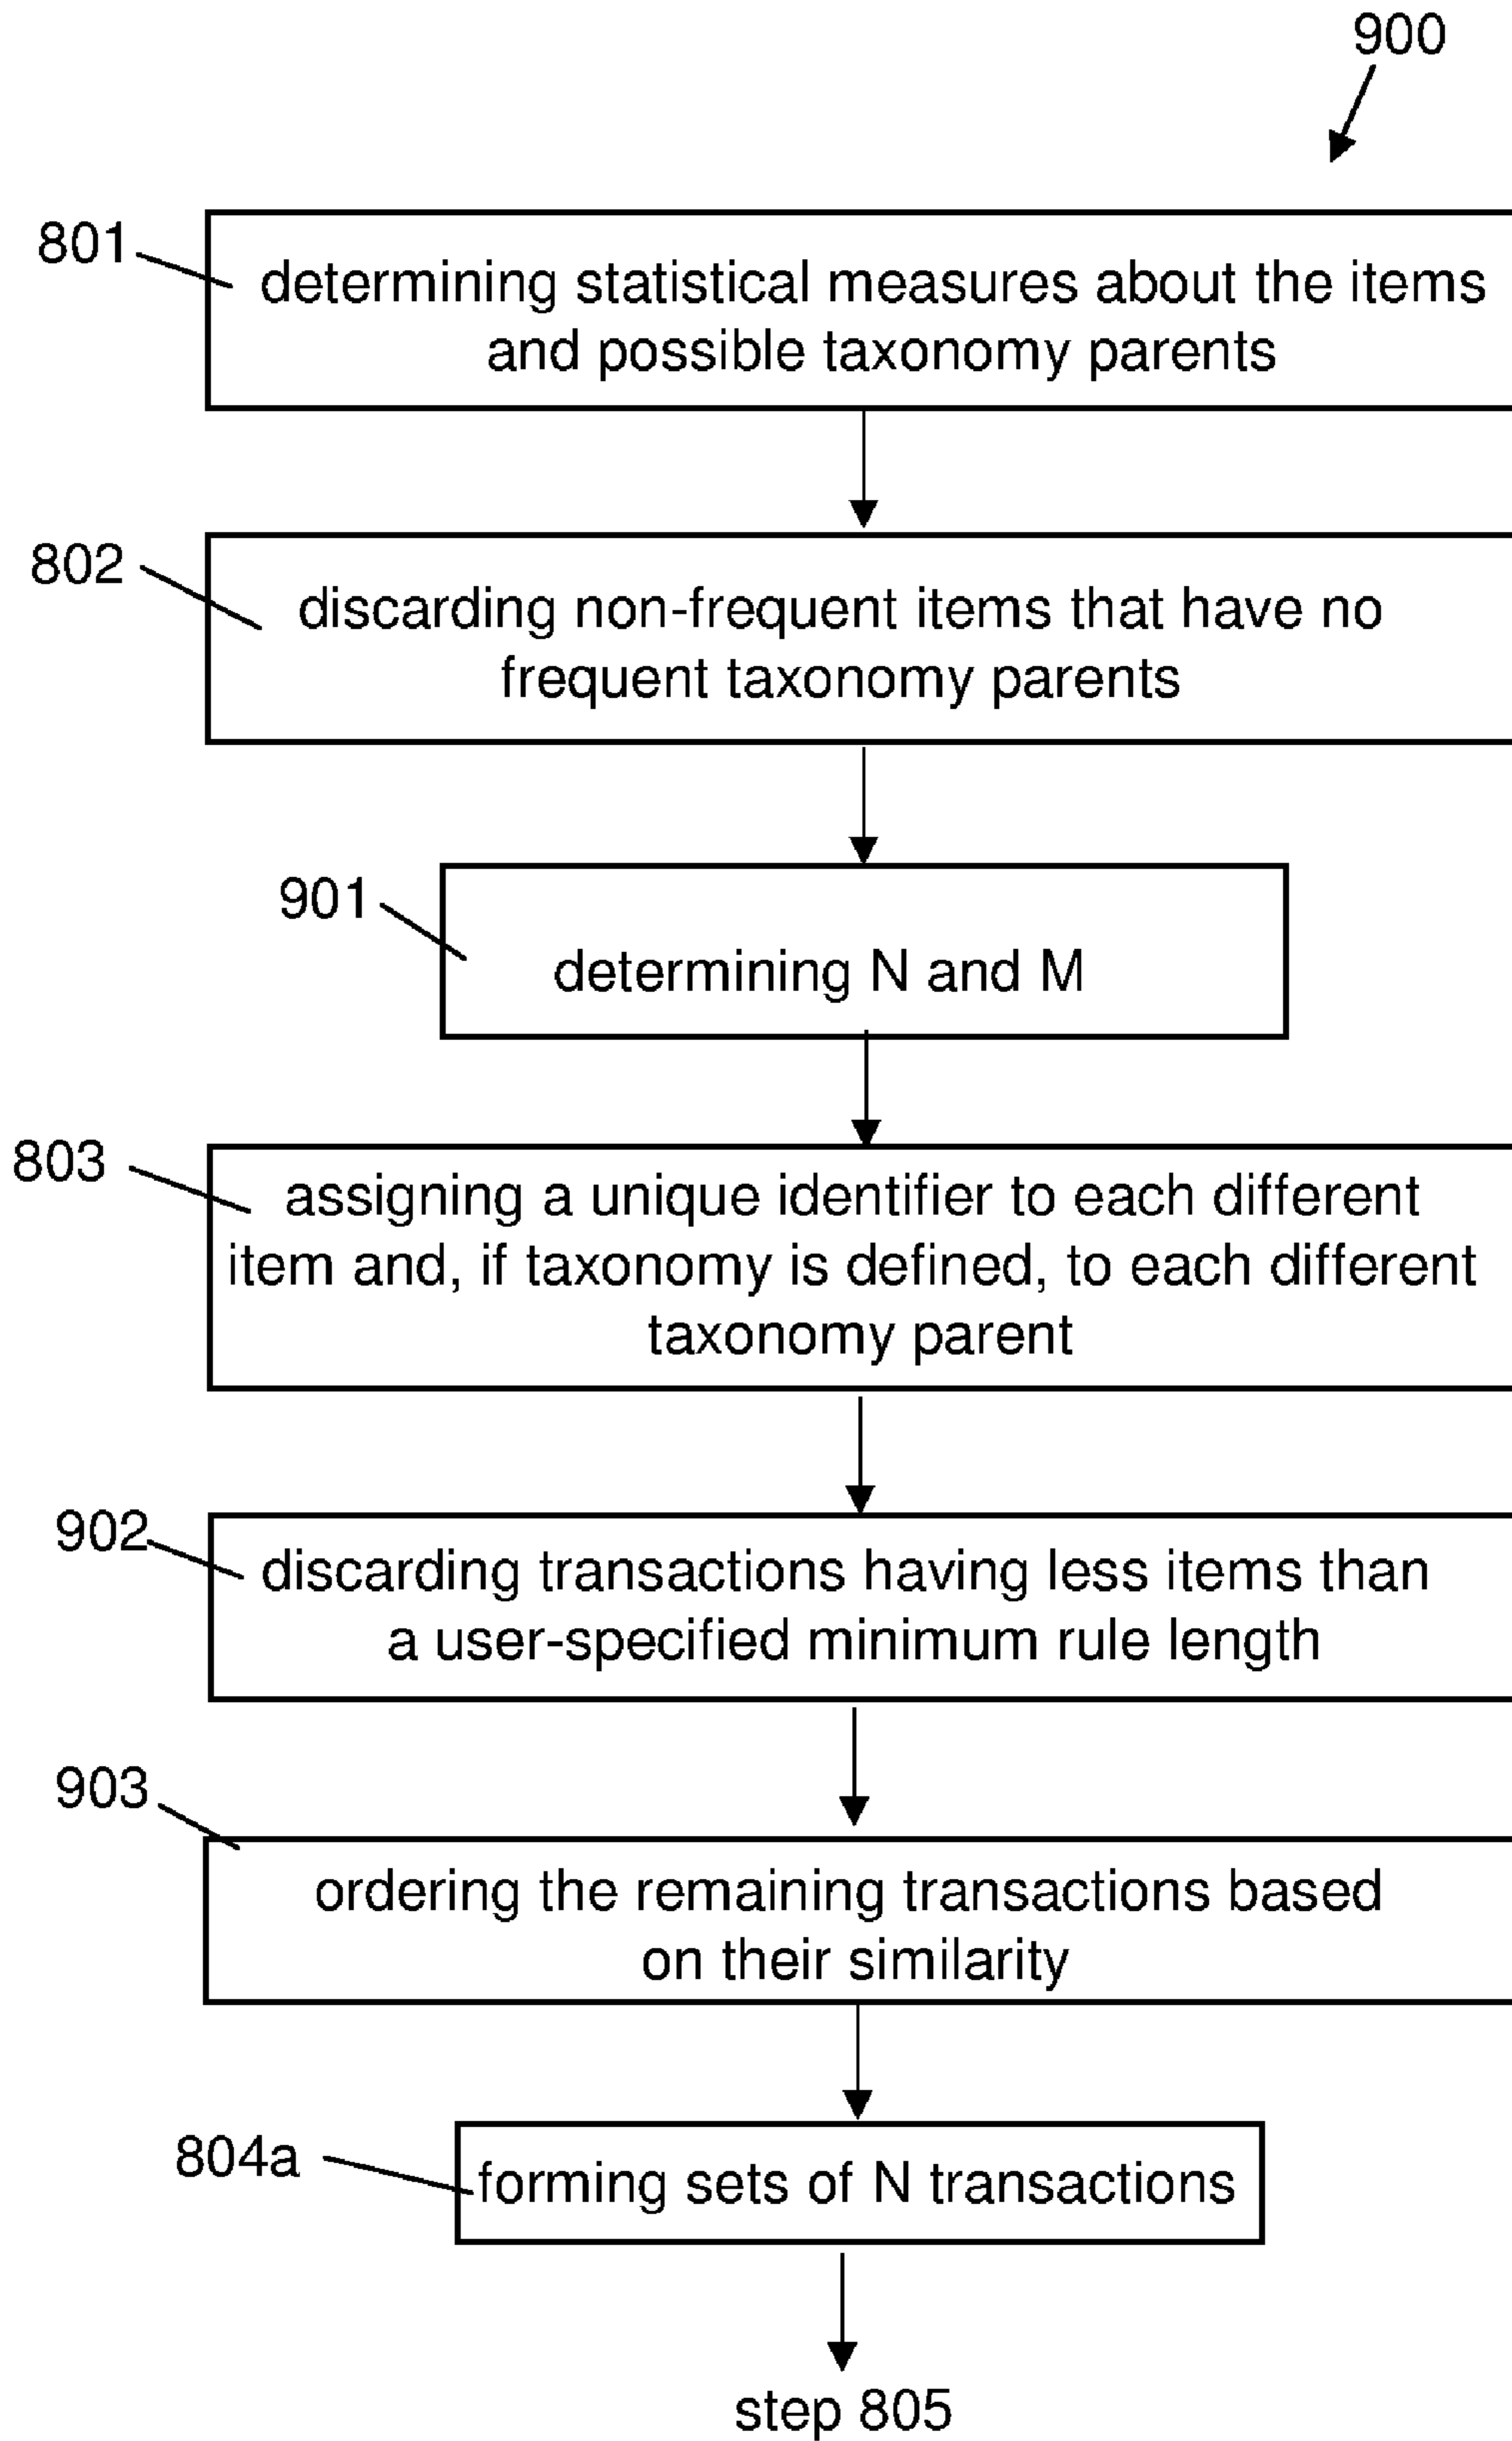 900
801
determining statistical measures about the items
and possible taxonomy parents
802
discarding non-frequent items that have no
frequent taxonomy parents
901
determining N and M
803
assigning a unique identifier to each different
item and, if taxonomy is defined, to each different
taxonomy parent
902
discarding transactions having less items than
a user-specified minimum rule length
903
ordering the remaining transactions based
on their similarity
804a
forming sets of N transactions
step 805